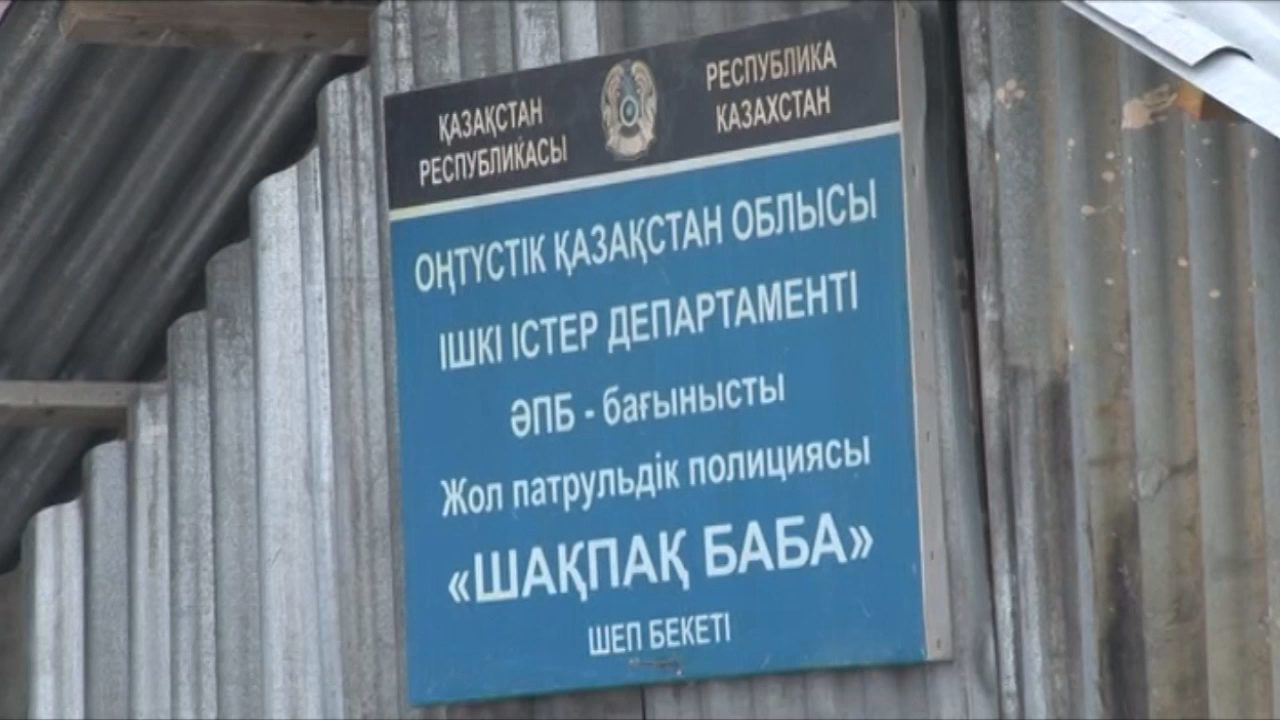 ҚАЗАҚСТАН
РЕСПУБЛИКАСЫ
РЕСПУБЛИКА
КАЗАХСТАН
ОҢТҮСТІК ҚАЗАҚСТАН ОБЛЫСЫ
ІШКІ ІСТЕР ДЕПАРТАМЕНТІ
ӘПБ - бағынысты
Жол патрульдік полициясы
«ШАҚПАҚ БАБА»
ШЕП БЕКЕТІ